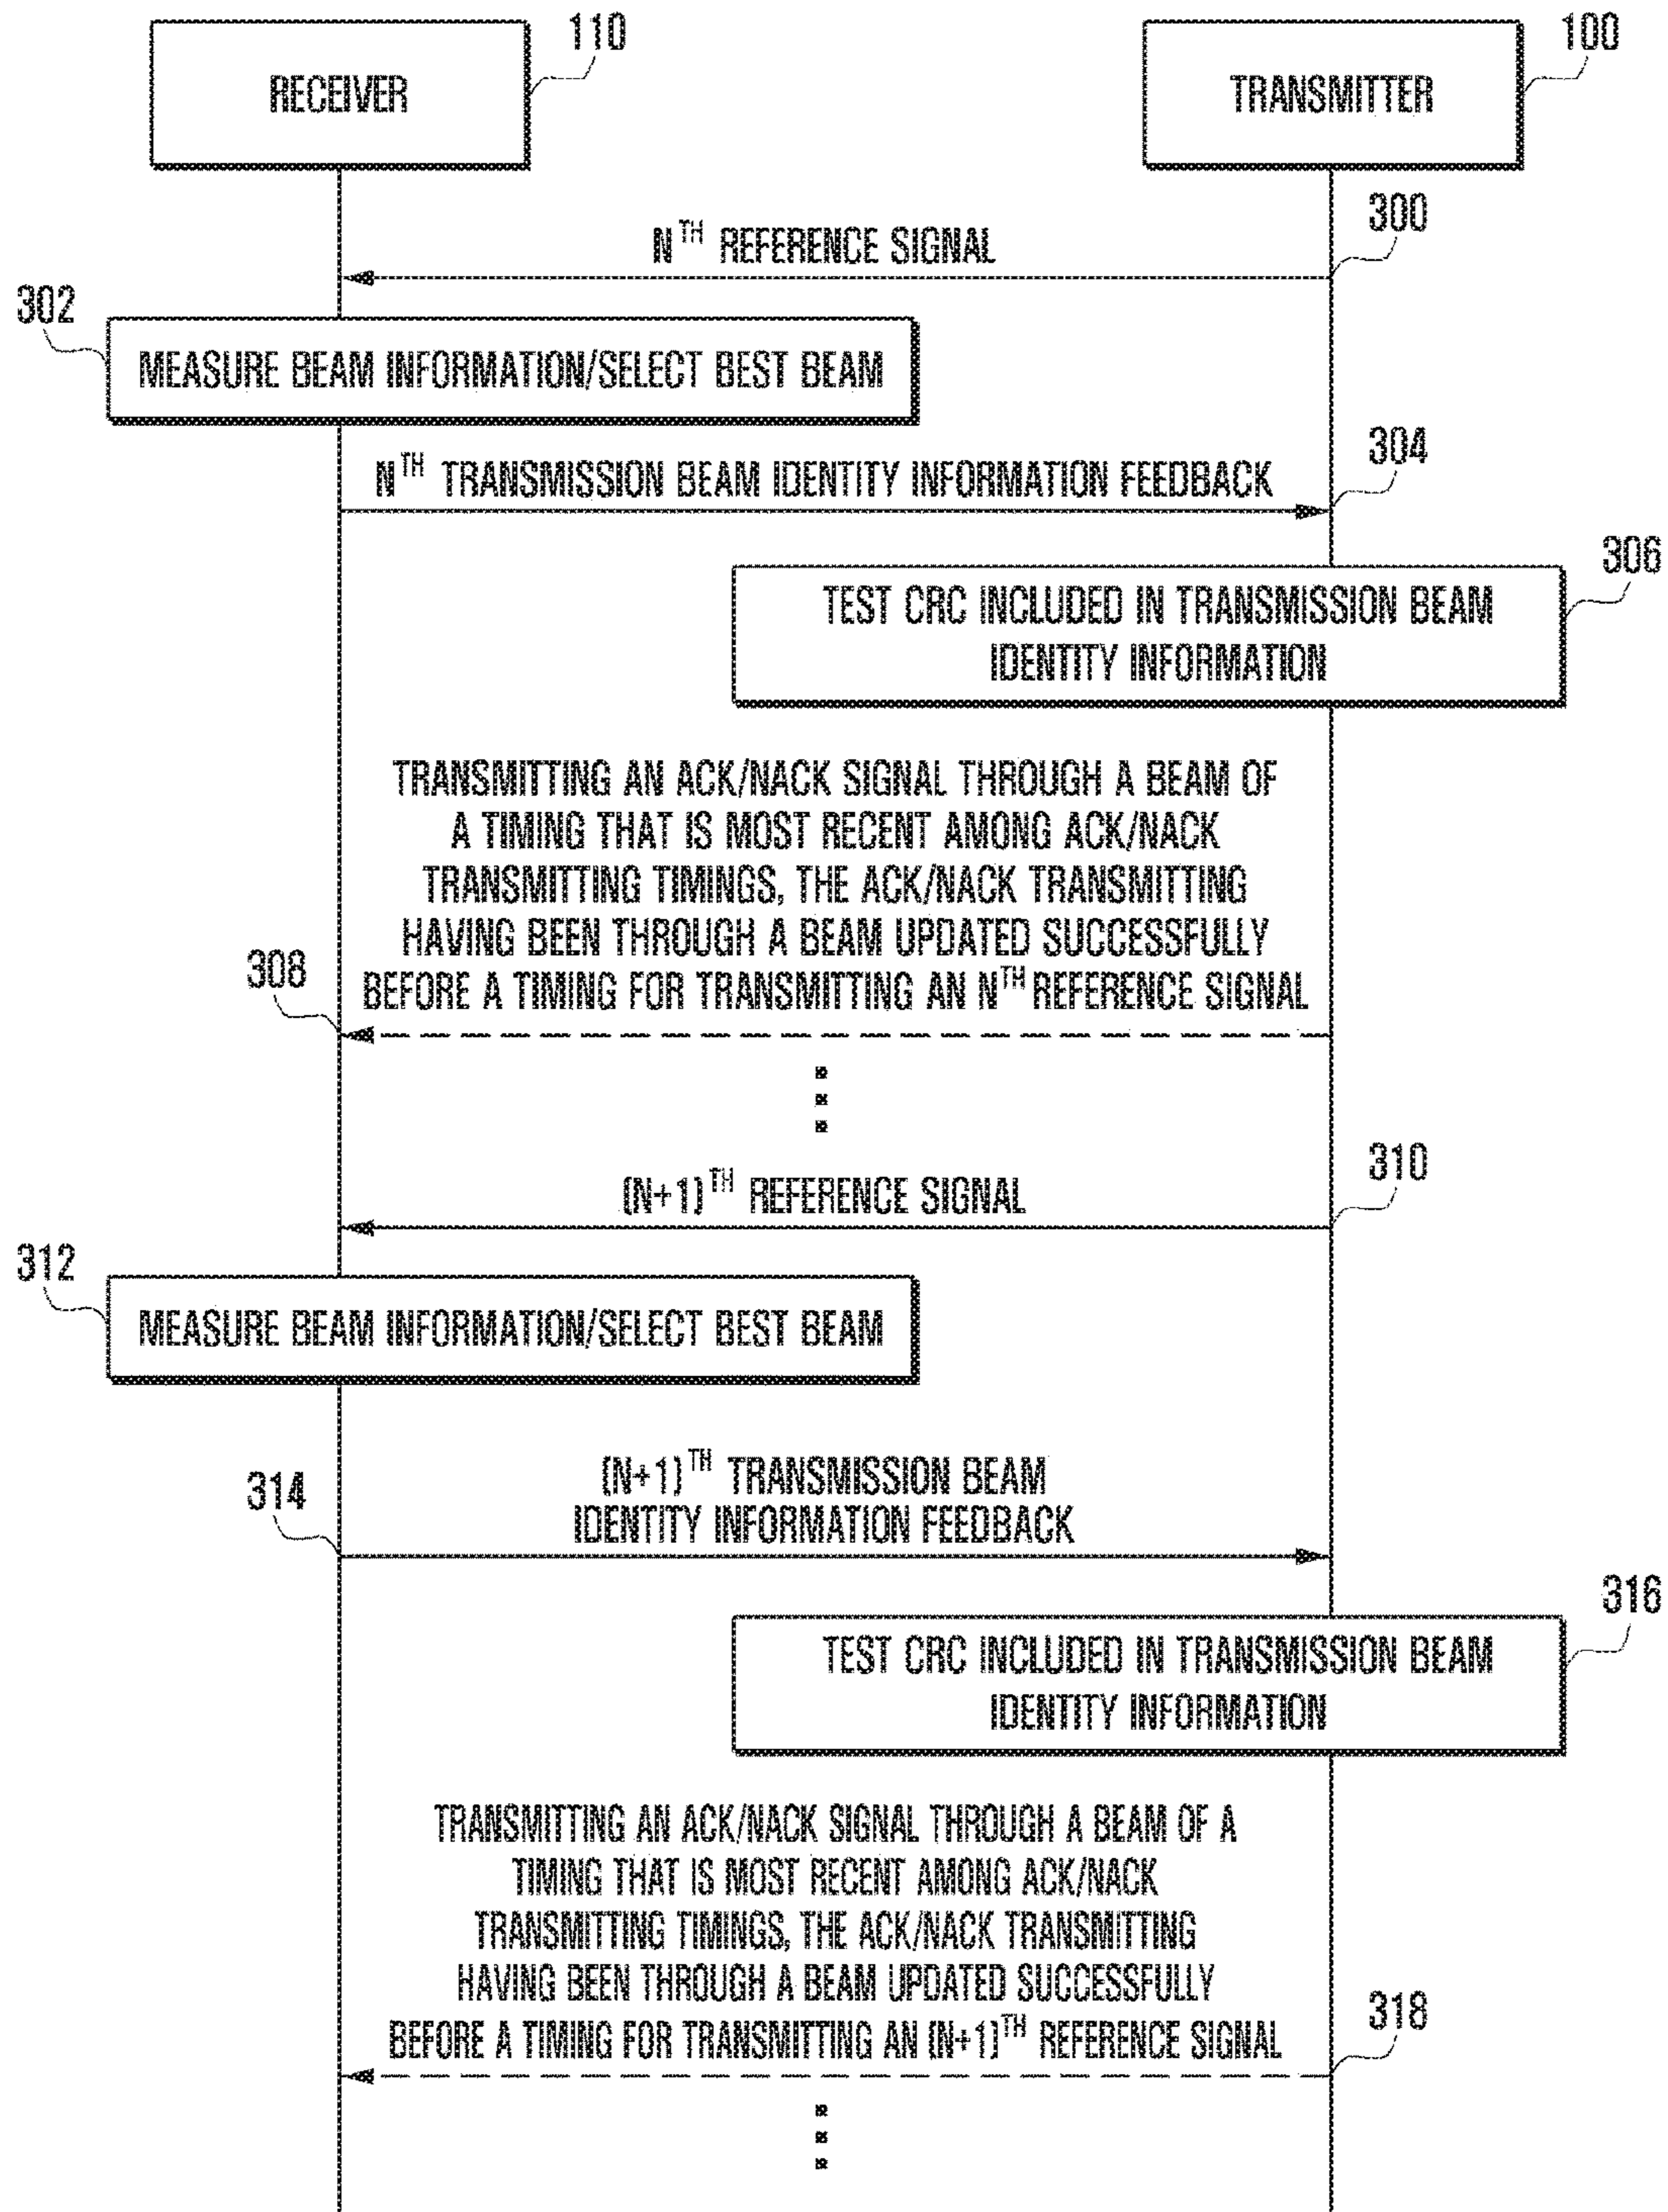 110
100
RECEIVER
TRANSMITTER
300
NTH REFERENCE SIGNAL
302
MEASURE BEAM INFORMATION/SELECT BEST BEAM
304
NTH TRANSMISSION BEAM IDENTITY INFORMATION FEEDBACK
306
TEST CRC INCLUDED IN TRANSMISSION BEAM
IDENTITY INFORMATION
TRANSMITTING AN ACK/NACK SIGNAL THROUGH A BEAM OF
A TIMING THAT IS MOST RECENT AMONG ACK/NACK
TRANSMITTING TIMINGS, THE ACK/NACK TRANSMITTING
HAVING BEEN THROUGH A BEAM UPDATED SUCCESSFULLY
308
BEFORE A TIMING FOR TRANSMITTING AN NTH REFERENCE SIGNAL
310
(N+1)TH REFERENCE SIGNAL
312
MEASURE BEAM INFORMATION/SELECT BEST BEAM
314
(N+1)TH TRANSMISSION BEAM
IDENTITY INFORMATION FEEDBACK
316
TEST CRC INCLUDED IN TRANSMISSION BEAM
IDENTITY INFORMATION
TRANSMITTING AN ACK/NACK SIGNAL THROUGH A BEAM OF A
TIMING THAT IS MOST RECENT AMONG ACK/NACK
TRANSMITTING TIMINGS, THE ACK/NACK TRANSMITTING
HAVING BEEN THROUGH A BEAM UPDATED SUCCESSFULLY
318
BEFORE A TIMING FOR TRANSMITTING AN (N+1)TH REFERENCE SIGNAL